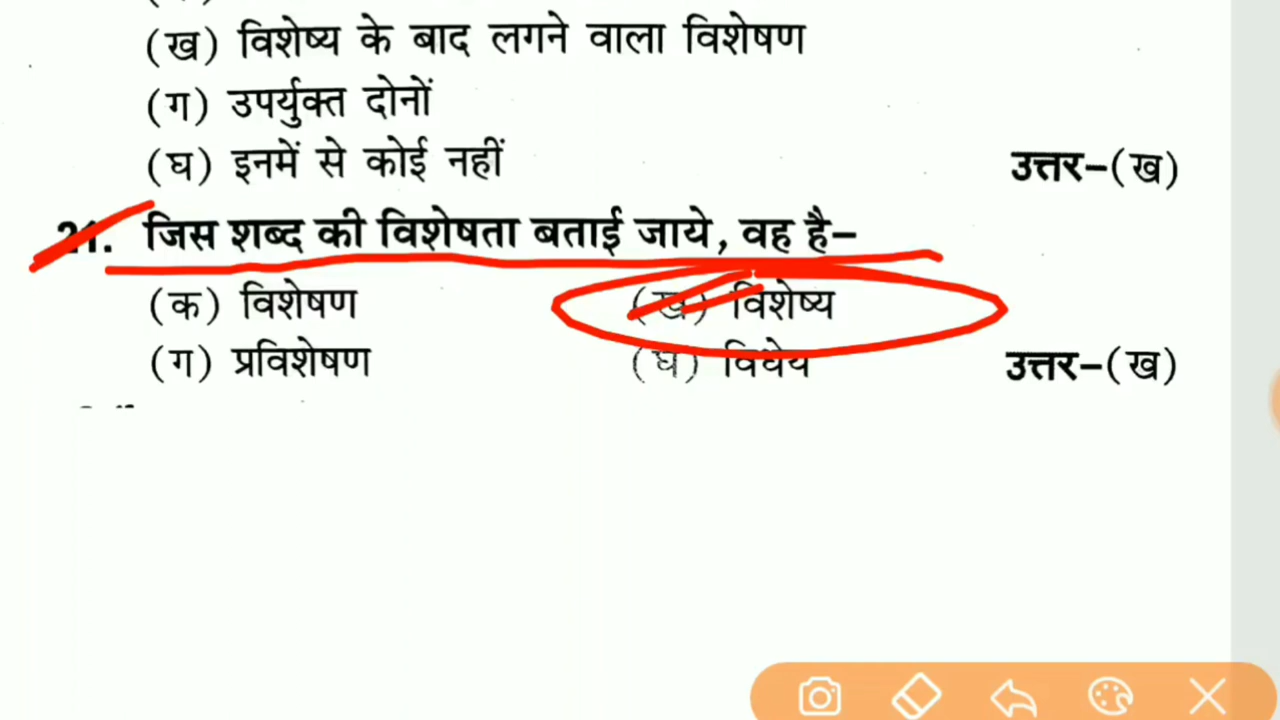 (ख) विशेष्य के बाद लगने वाला विशेषण
(ग) उपर्युक्त दोनों
(घ) इनमें से कोई नहीं उत्तर–(ख)
21. जिस शब्द की विशेषता बताई जाये, वह है–
(क) विशेषण (ख) विशेष्य
(ग) प्रविशेषण (घ) विधेय उत्तर–(ख)